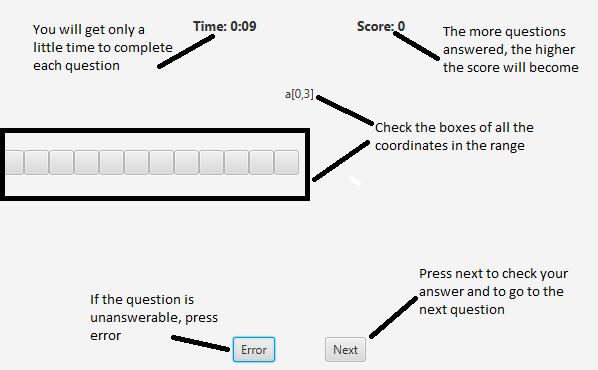 You will get only a
little time to complete
each question
Time: 0:09
Score: 0
The more questions
answered, the higher
the score will become
a[0,3]
Check the boxes of all the
coordinates in the range
Press next to check your
answer and to go to the
next question
If the question is
unanswerable, press
error
Error
Next